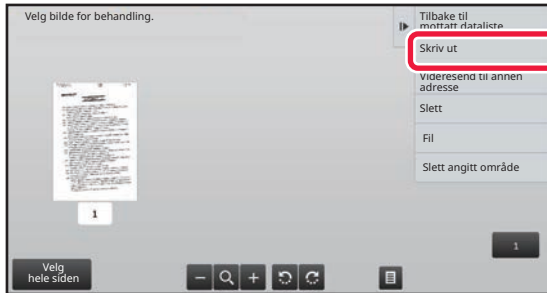 Velg bilde for behandling.
Tilbake til
mottatt dataliste
Skriv ut
Videresend til annen
adresse
Slett
Fil
Slett angitt område
1
1
Velg
hele siden